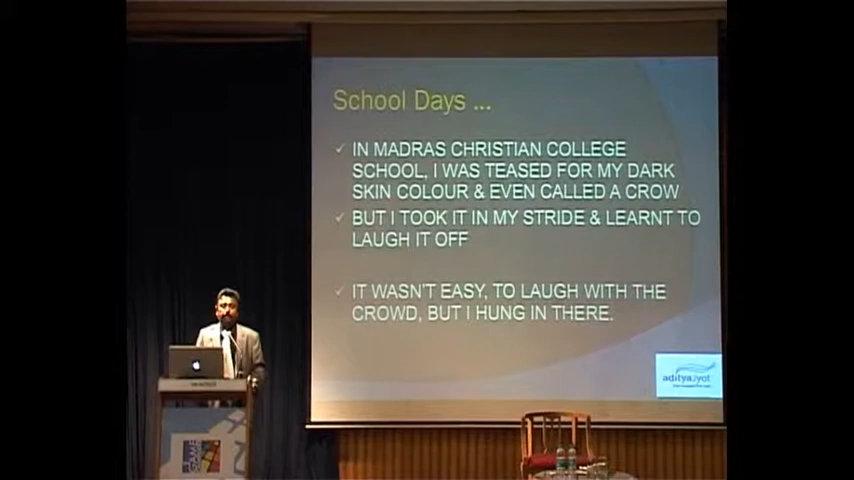 School Days ...
✓ IN MADRAS CHRISTIAN COLLEGE
SCHOOL, I WAS TEASED FOR MY DARK
SKIN COLOUR & EVEN CALLED A CROW
✓ BUT I TOOK IT IN MY STRIDE & LEARNT TO
LAUGH IT OFF
✓ IT WASN'T EASY, TO LAUGH WITH THE
CROWD, BUT I HUNG IN THERE.
adityajyot